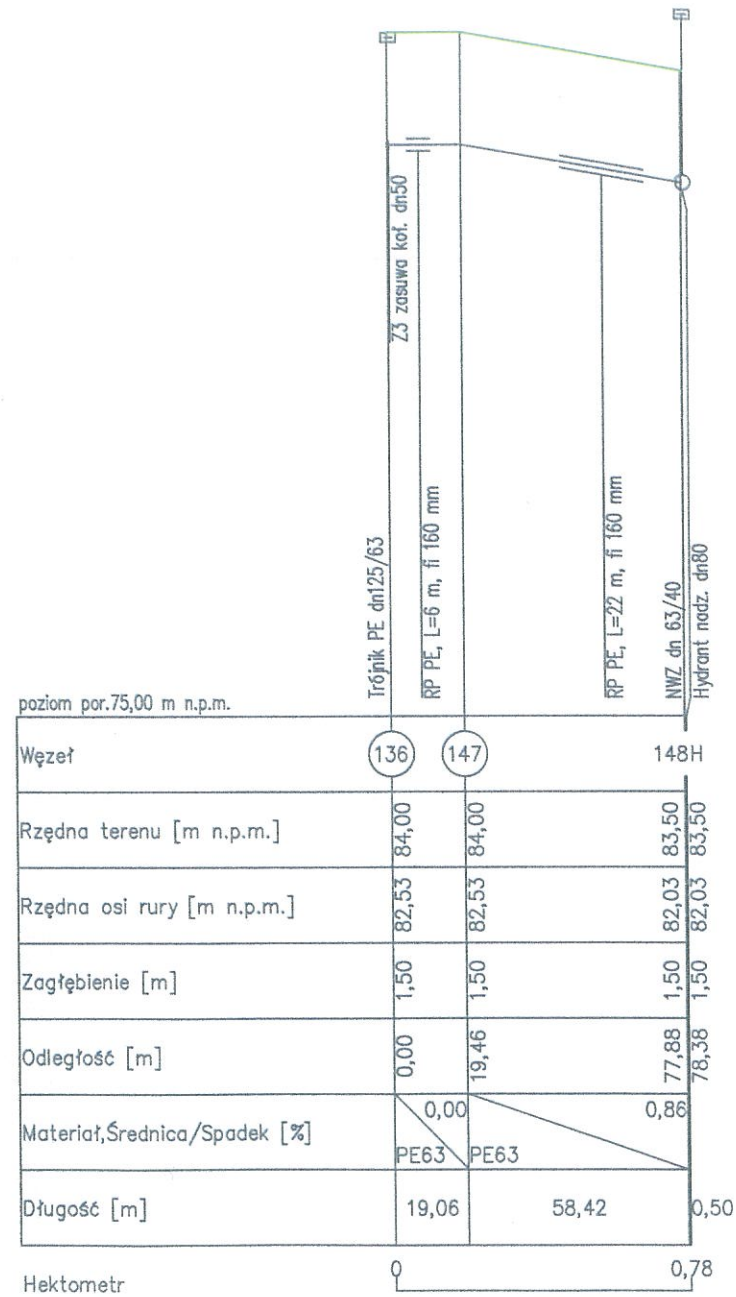 Z3 zasuwa koł. dn50
Trójnik PE dn125/63
RP PE, L=6 m, fi 160 mm
RP PE, L=22 m, fi 160 mm
NWZ dn 63/40
Hydrant nadz. dn80
poziom por.75,00 m n.p.m.
Węzeł 136 147 148H
Rzędna terenu [m n.p.m.] 84,00 84,00 83,50 83,50
Rzędna osi rury [m n.p.m.] 82,53 82,53 82,03 82,03
Zagłębienie [m] 1,50 1,50 1,50 1,50
Odległość [m] 0,00 19,46 77,88 78,38
Materiał,Średnica/Spadek [%] PE63 0,00 PE63 0,86
Długość [m] 19,06 58,42 0,50
Hektometr 0 0,78